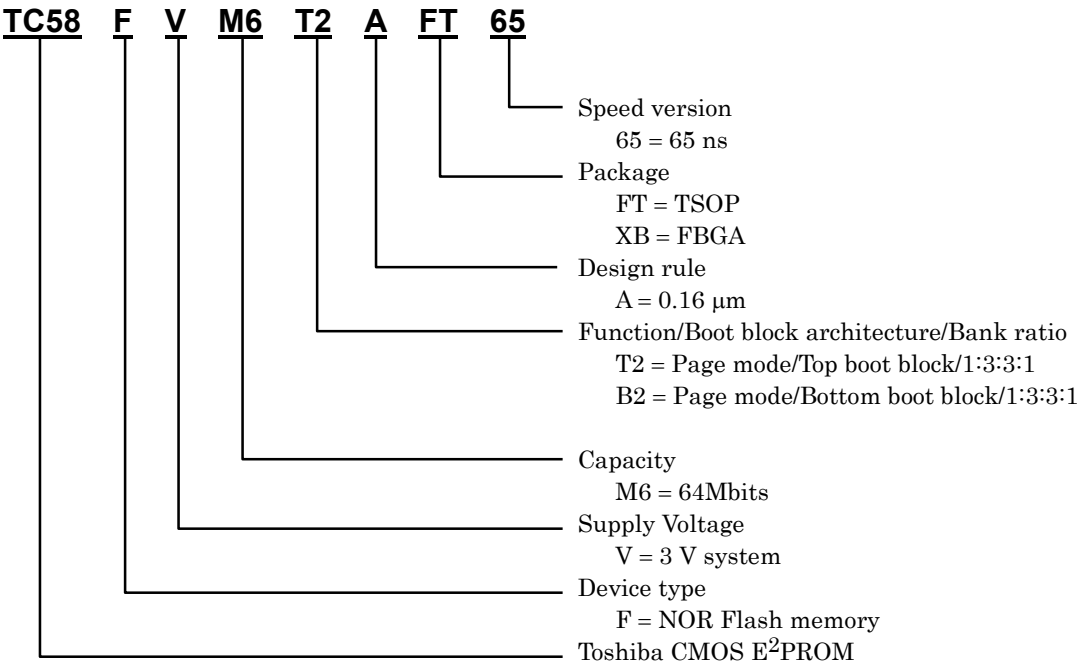 TC58 F V M6 T2 A FT 65
Speed version
65 = 65 ns
Package
FT = TSOP
XB = FBGA
Design rule
A = 0.16 μm
Function/Boot block architecture/Bank ratio
T2 = Page mode/Top boot block/1:3:3:1
B2 = Page mode/Bottom boot block/1:3:3:1
Capacity
M6 = 64Mbits
Supply Voltage
V = 3 V system
Device type
F = NOR Flash memory
Toshiba CMOS E²PROM